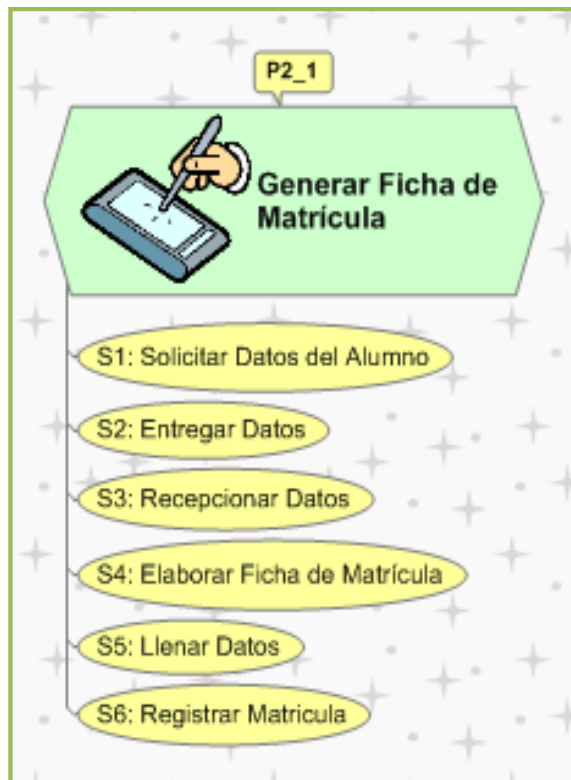 P2_1
Generar Ficha de
Matrícula
S1: Solicitar Datos del Alumno
S2: Entregar Datos
S3: Recepcionar Datos
S4: Elaborar Ficha de Matrícula
S5: Llenar Datos
S6: Registrar Matricula